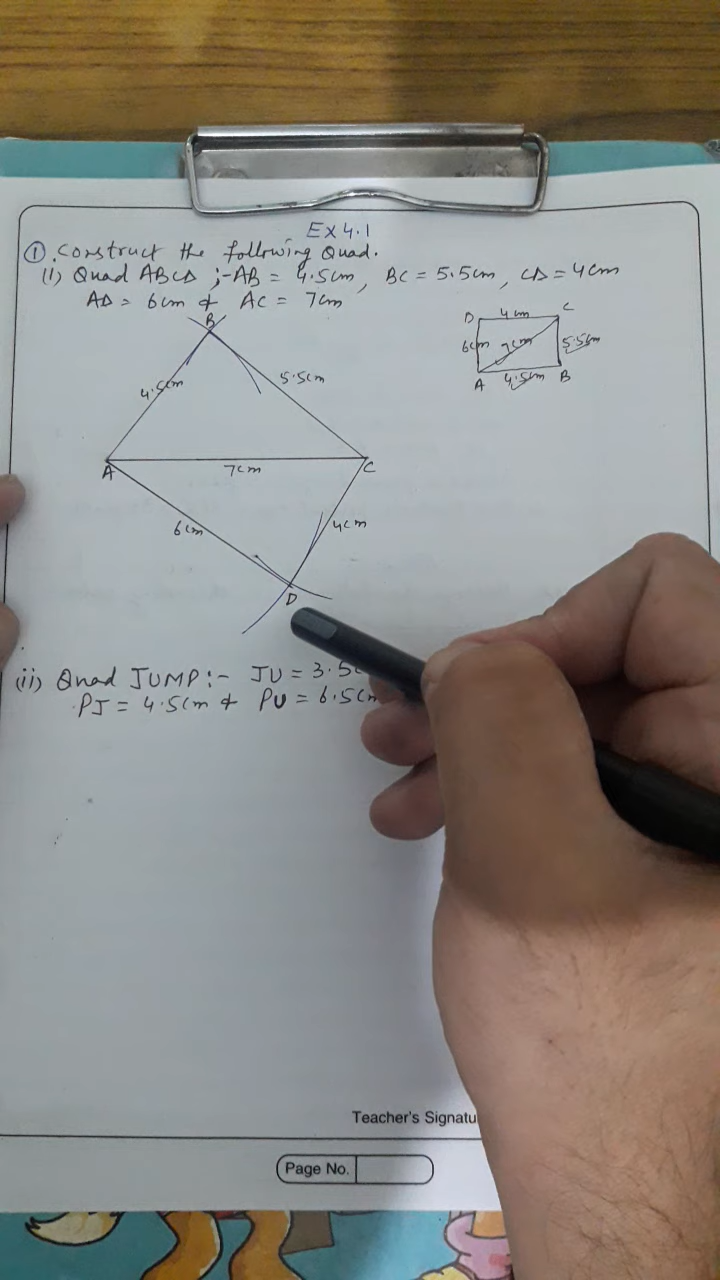 Ex 4.1
① Construct the following Quad.
(i) Quad ABCD :- AB = 4.5cm, BC = 5.5cm, CD = 4cm
AD = 6cm & AC = 7cm
D 4cm C
6cm 7cm 5.5cm
A 4.5cm B
B
4.5cm 5.5cm
A 7cm C
6cm 4cm
D
(ii) Quad JUMP :- JU = 3.5
PJ = 4.5cm & PU = 6.5cm
Teacher's Signatu
Page No.